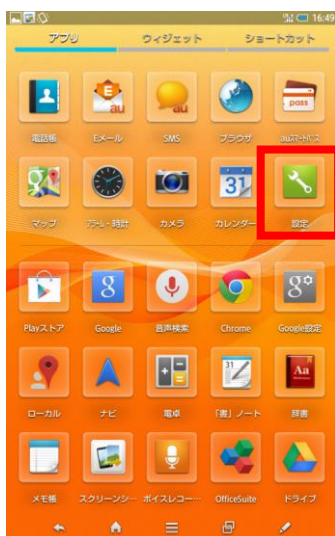 16:49
アプリ ウィジェット ショートカット
電話帳 Eメール SMS ブラウザ auスマートパス
マップ アラーム・時計 カメラ カレンダー 設定
Playストア Google 音声検索 Chrome Google設定
ローカル ナビ 電卓 「書」ノート 辞書
メモ帳 スクリーンシ… ボイスレコー… OfficeSuite ドライブ